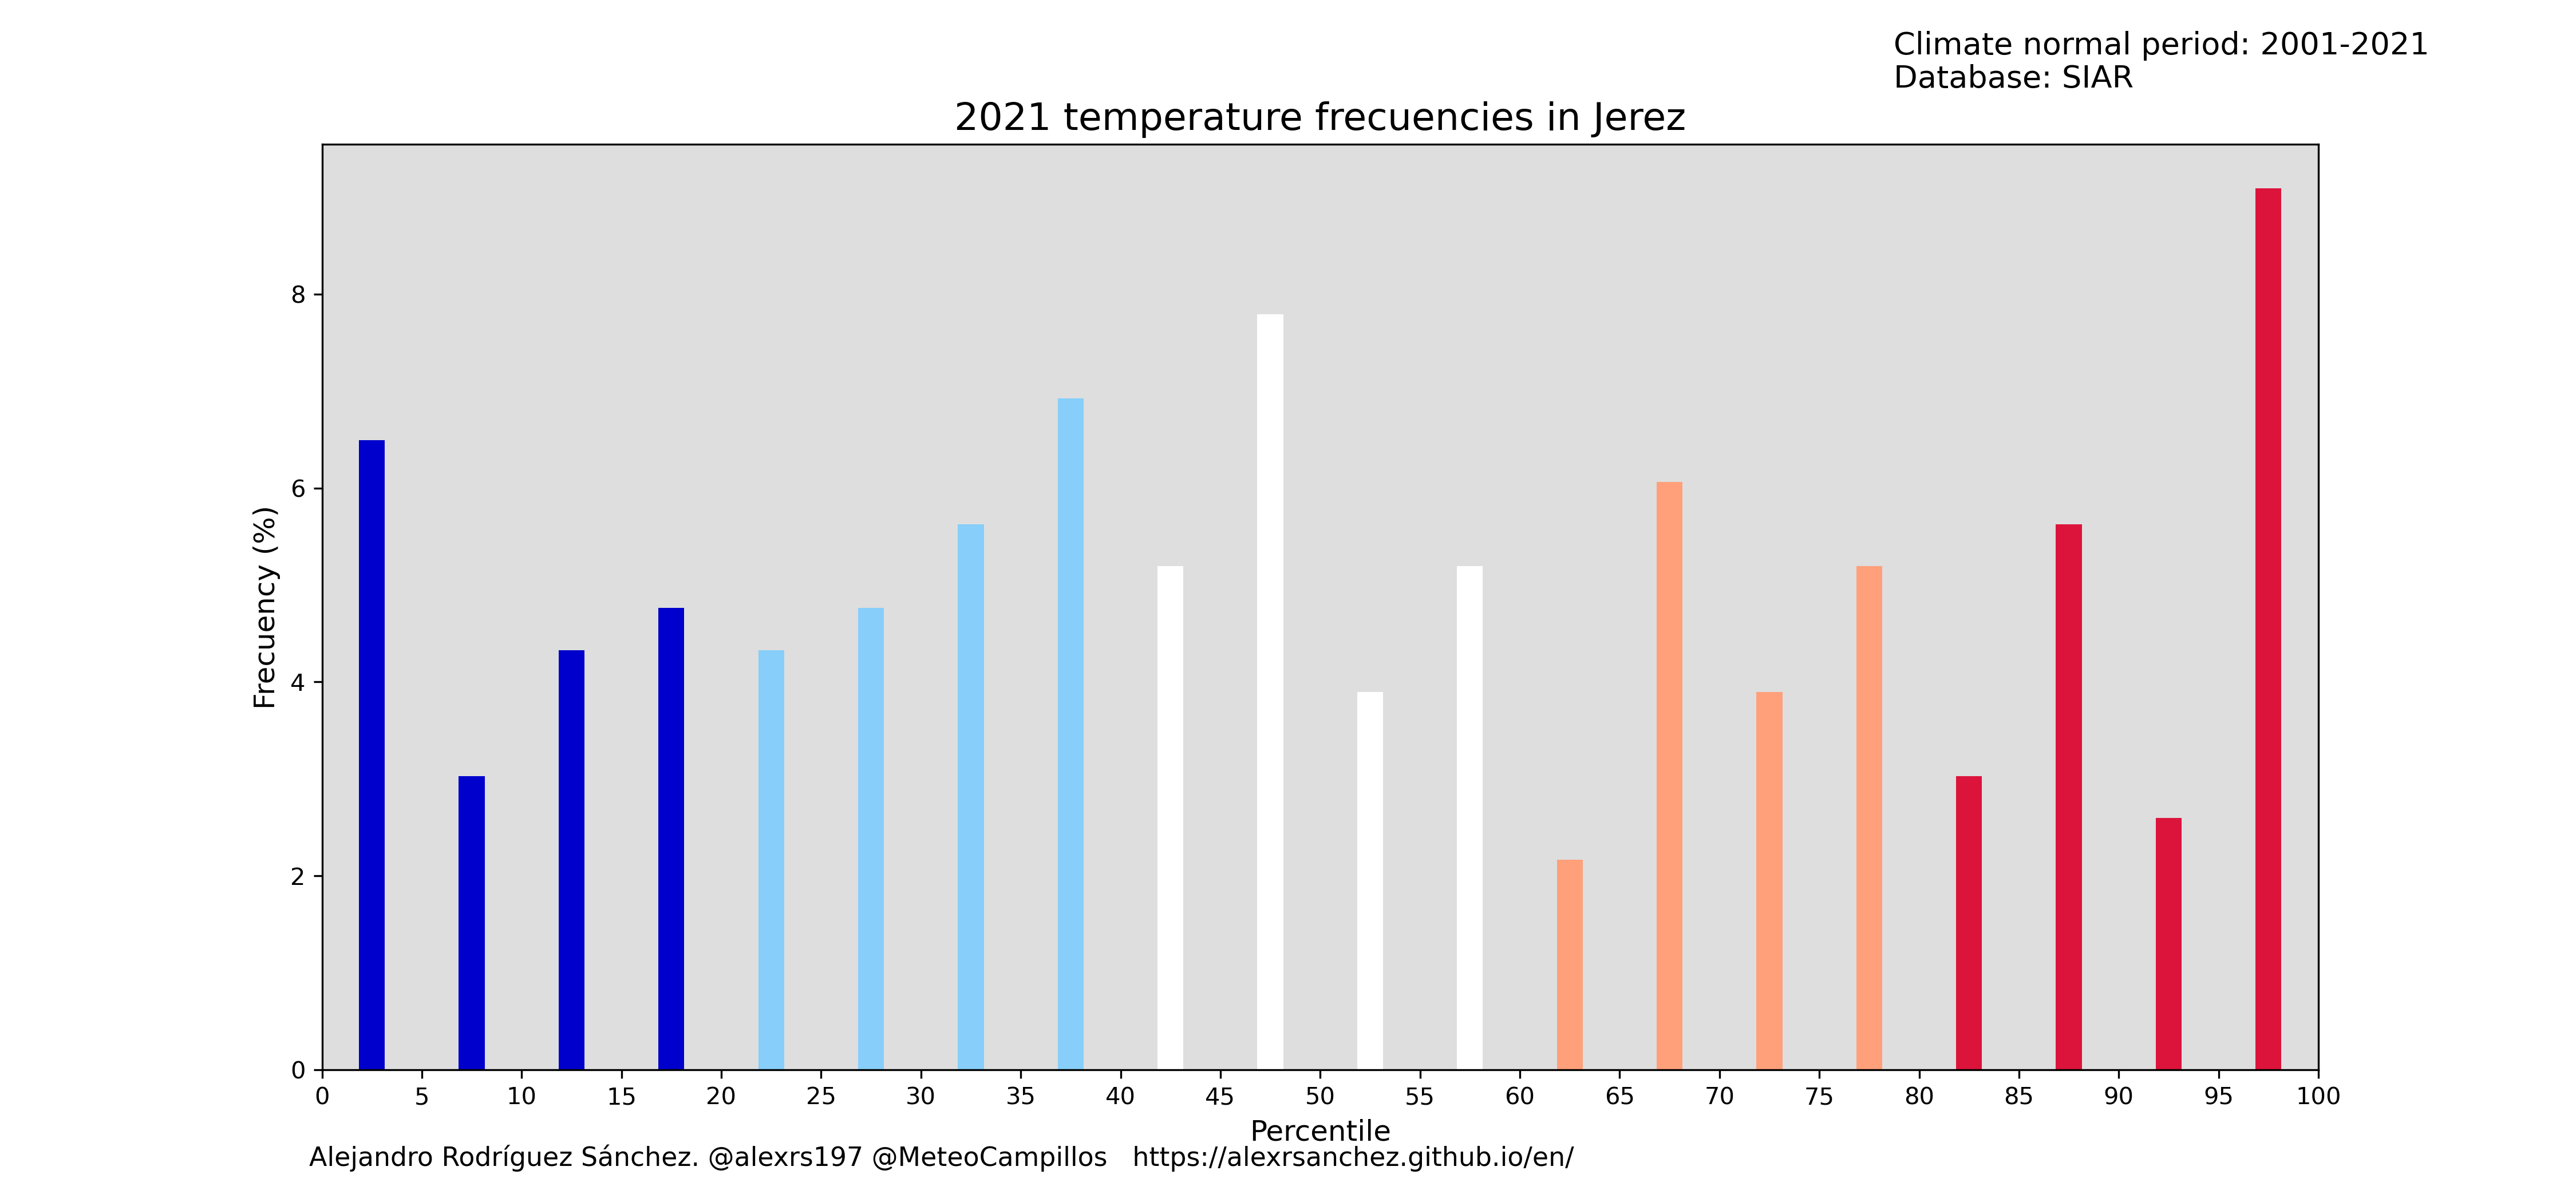 Climate normal period: 2001-2021
Database: SIAR
2021 temperature frecuencies in Jerez
8
6
4
2
0
Frecuency (%)
0 5 10 15 20 25 30 35 40 45 50 55 60 65 70 75 80 85 90 95 100
Percentile
Alejandro Rodríguez Sánchez. @alexrs197 @MeteoCampillos https://alexrsanchez.github.io/en/